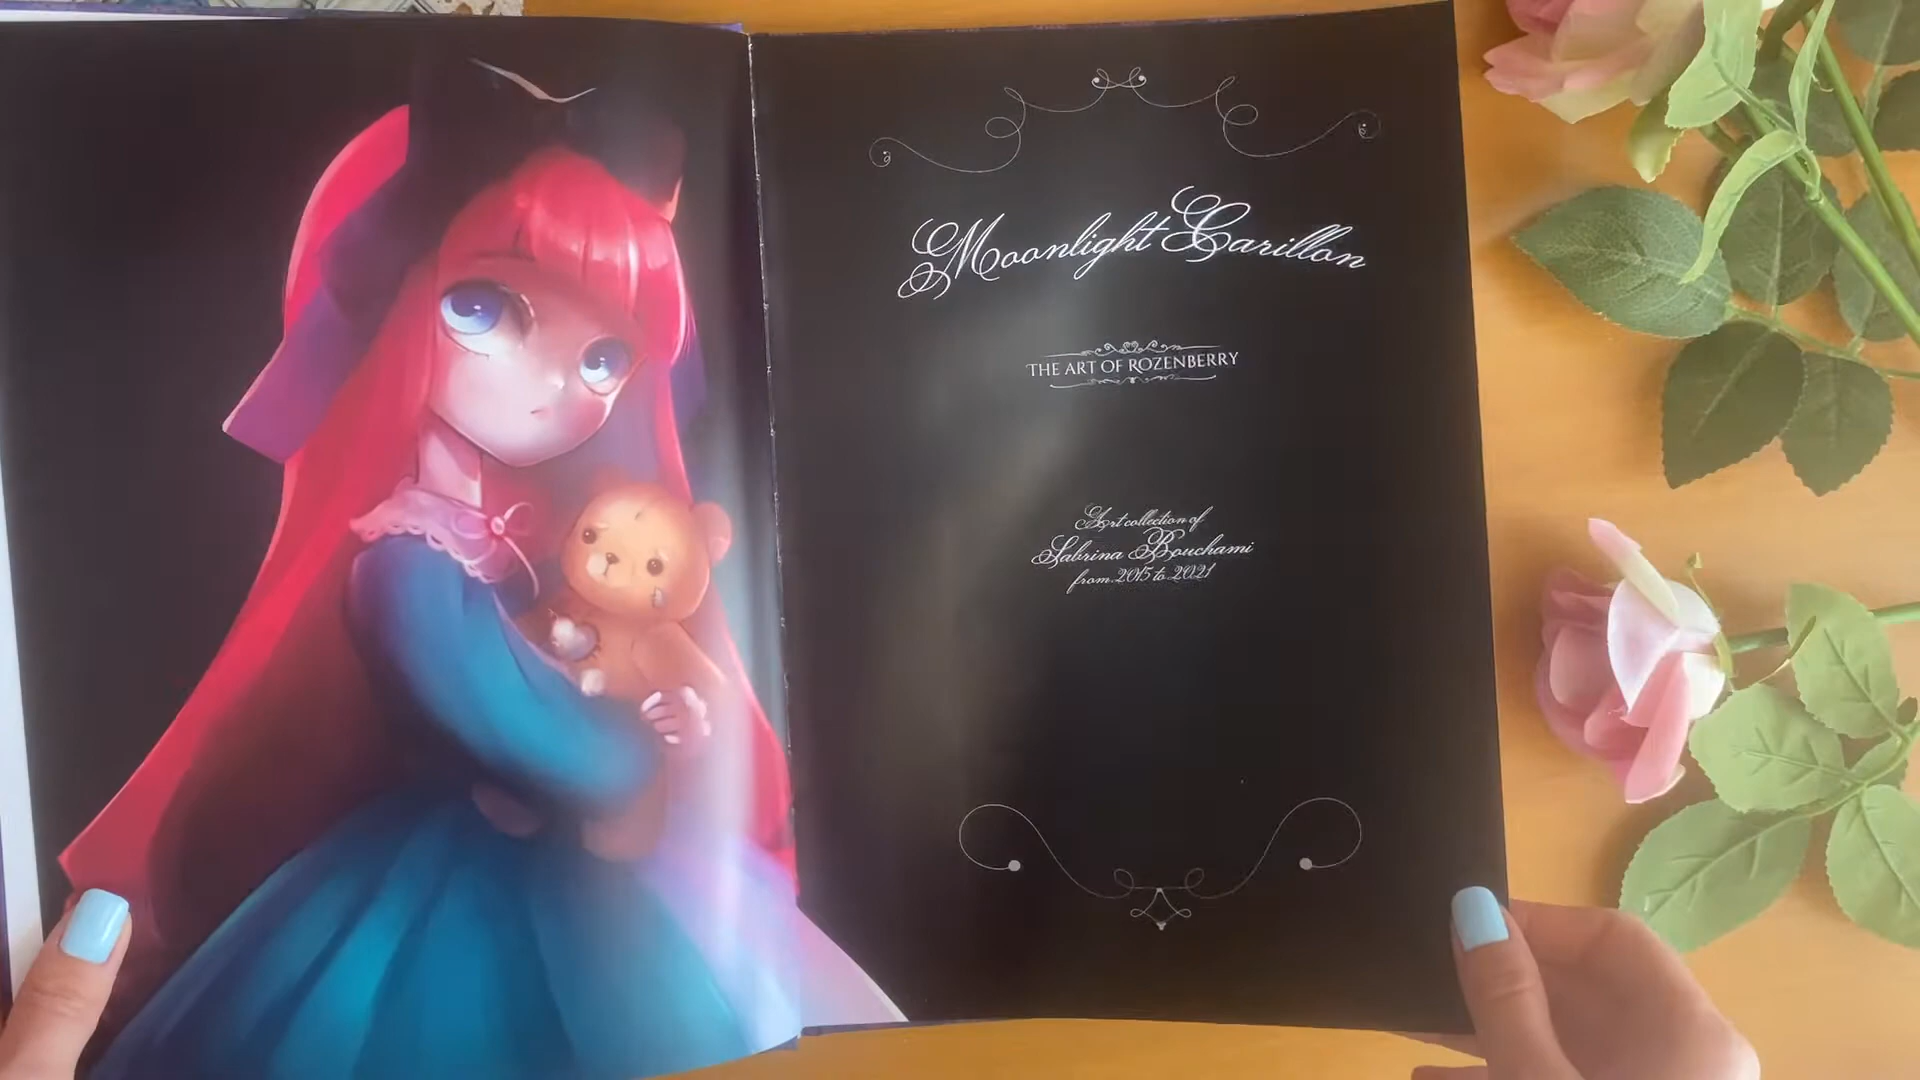 Moonlight Carillon
THE ART OF ROZENBERRY
Art collection of
Sabrina Bouchami
from 2015 to 2021